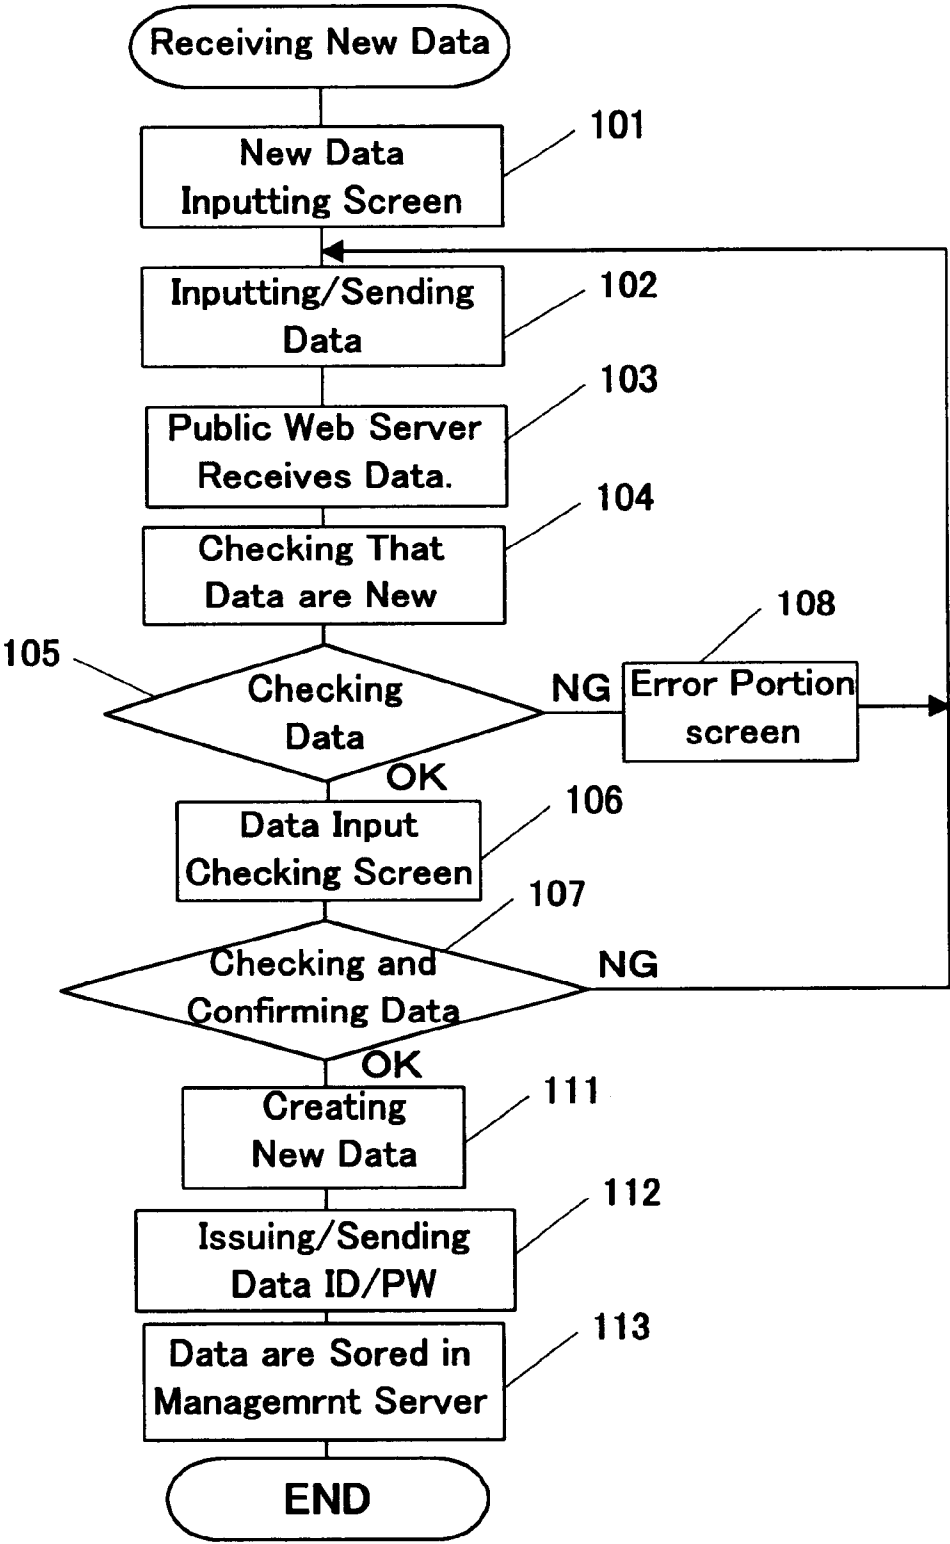 Receiving New Data
101
New Data
Inputting Screen
102
Inputting/Sending
Data
103
Public Web Server
Receives Data.
104
Checking That
Data are New
105
Checking
Data
NG
108
Error Portion
screen
OK
106
Data Input
Checking Screen
107
Checking and
Confirming Data
NG
OK
111
Creating
New Data
112
Issuing/Sending
Data ID/PW
113
Data are Sored in
Managemrnt Server
END